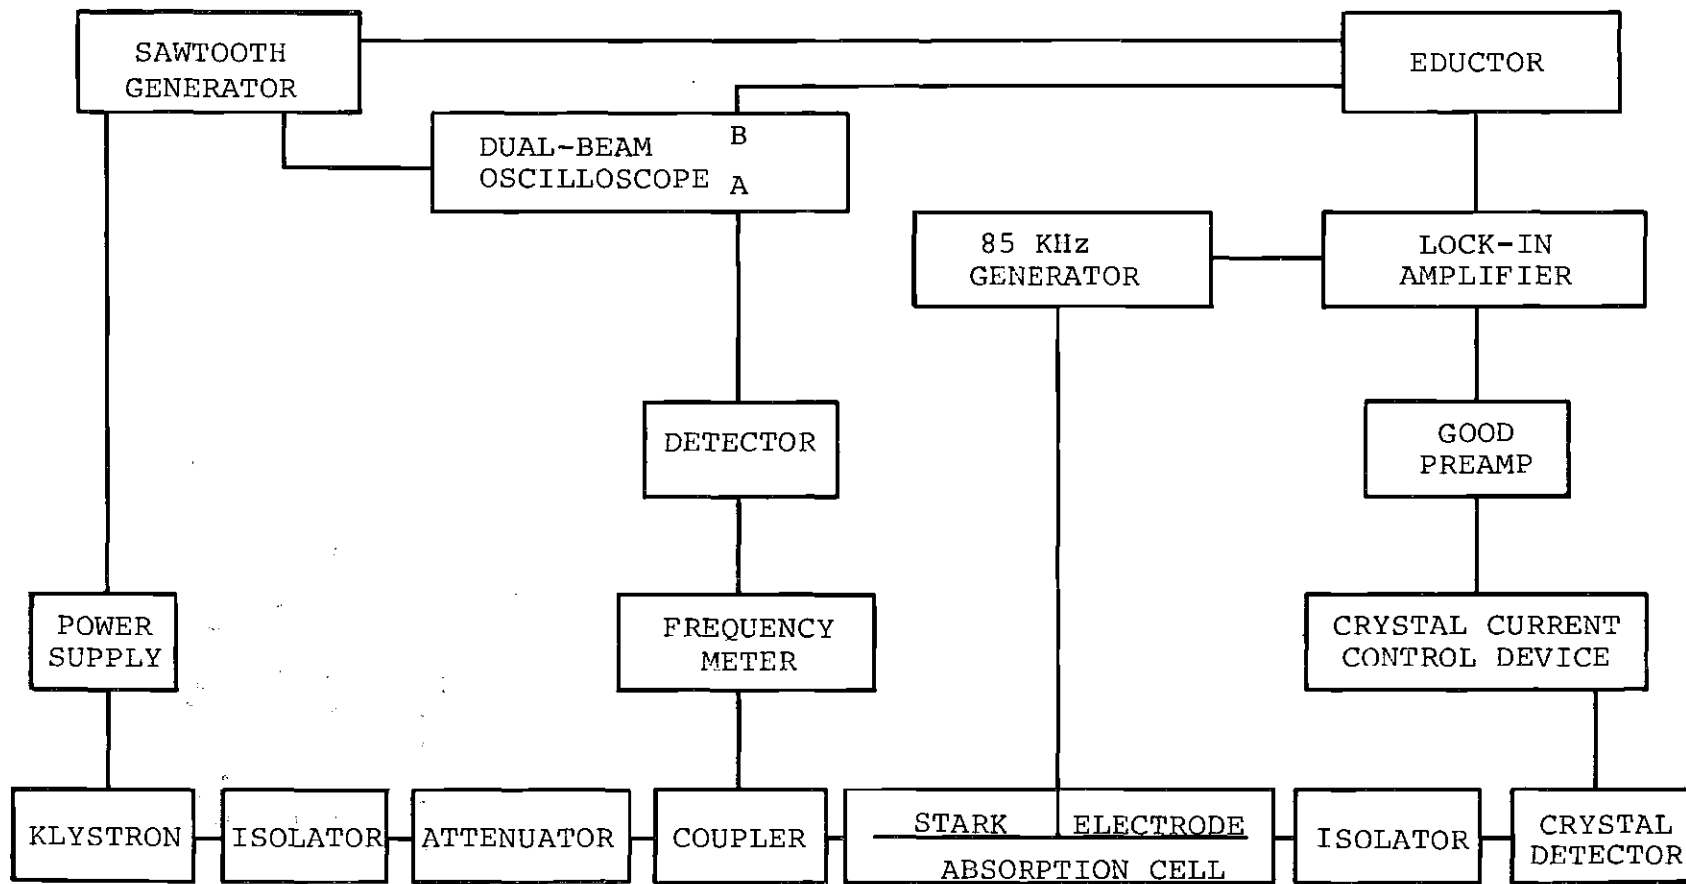 SAWTOOTH
GENERATOR
EDUCTOR
DUAL-BEAM
OSCILLOSCOPE
B
A
85 KHz
GENERATOR
LOCK-IN
AMPLIFIER
DETECTOR
GOOD
PREAMP
POWER
SUPPLY
FREQUENCY
METER
CRYSTAL CURRENT
CONTROL DEVICE
KLYSTRON
ISOLATOR
ATTENUATOR
COUPLER
STARK ELECTRODE
ABSORPTION CELL
ISOLATOR
CRYSTAL
DETECTOR